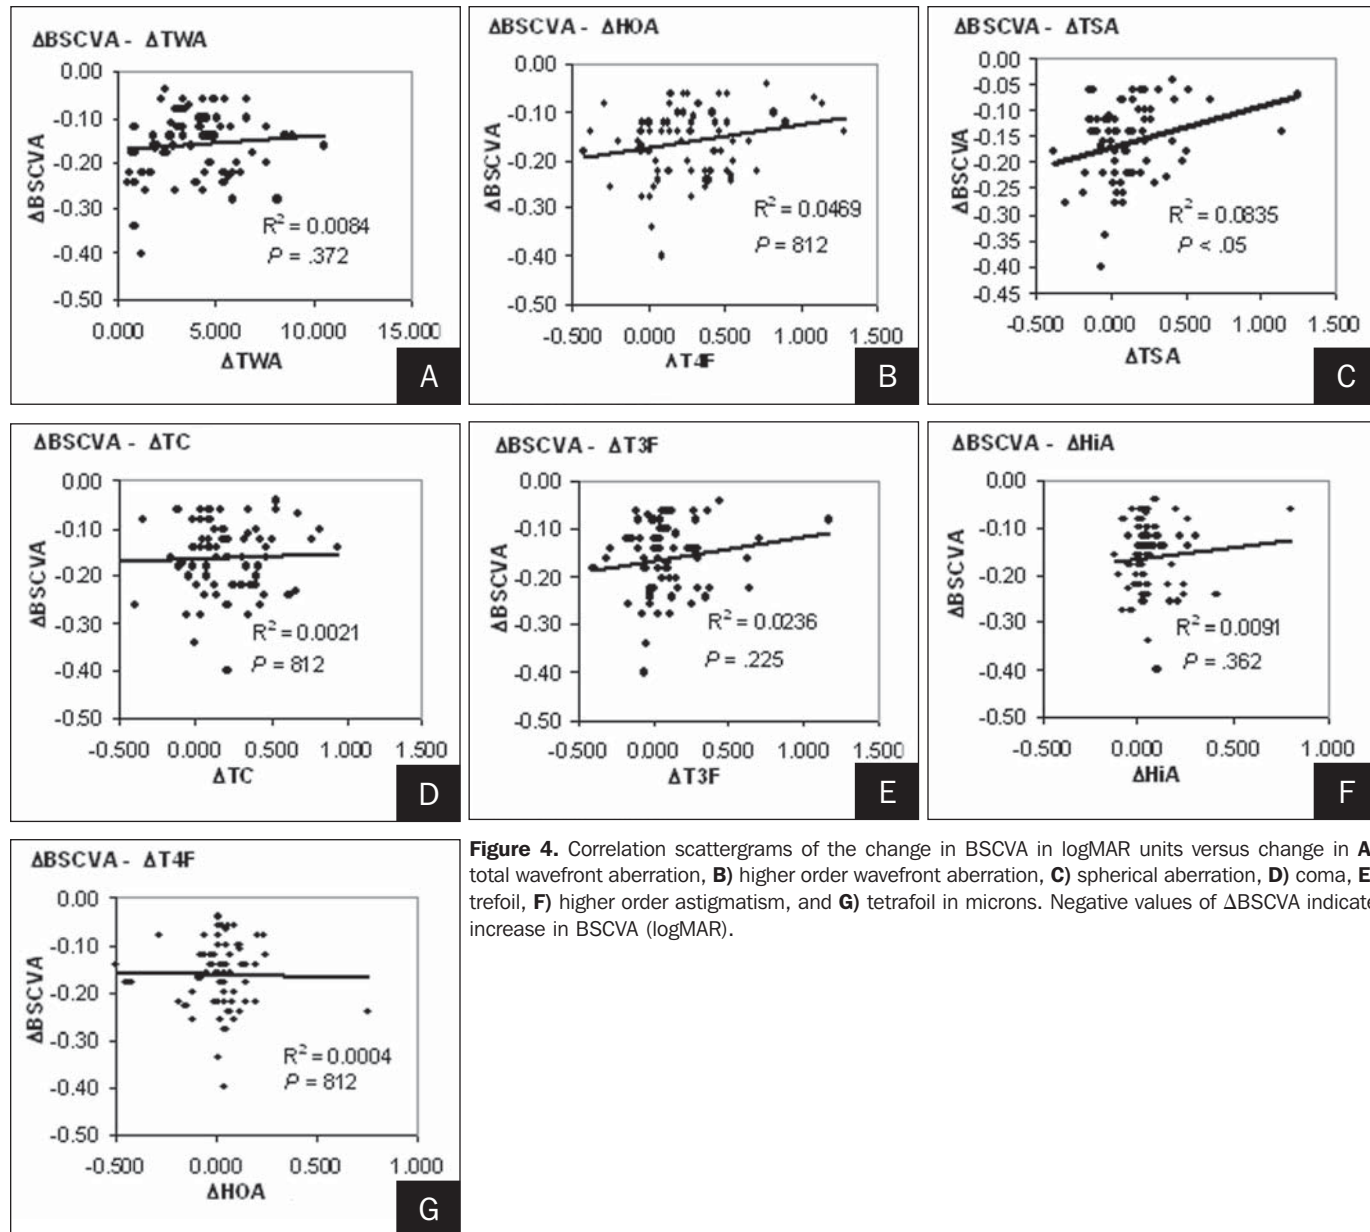 ΔBSCVA - ΔTWA
0.00
-0.10
-0.20
-0.30
-0.40
-0.50
ΔBSCVA
R² = 0.0084
P = .372
0.000 5.000 10.000 15.000
ΔTWA
A
ΔBSCVA - ΔHOA
0.00
-0.10
-0.20
-0.30
-0.40
-0.50
ΔBSCVA
R² = 0.0469
P = 812
-0.500 0.000 0.500 1.000 1.500
ΔT4F
B
ΔBSCVA - ΔTSA
0.00
-0.05
-0.10
-0.15
-0.20
-0.25
-0.30
-0.35
-0.40
-0.45
ΔBSCVA
R² = 0.0835
P < .05
-0.500 0.000 0.500 1.000 1.500
ΔTSA
C
ΔBSCVA - ΔTC
0.00
-0.10
-0.20
-0.30
-0.40
-0.50
ΔBSCVA
R² = 0.0021
P = 812
-0.500 0.000 0.500 1.000 1.500
ΔTC
D
ΔBSCVA - ΔT3F
0.00
-0.10
-0.20
-0.30
-0.40
-0.50
ΔBSCVA
R² = 0.0236
P = .225
-0.500 0.000 0.500 1.000 1.500
ΔT3F
E
ΔBSCVA - ΔHiA
0.00
-0.10
-0.20
-0.30
-0.40
-0.50
ΔBSCVA
R² = 0.0091
P = .362
-0.500 0.000 0.500 1.000
ΔHiA
F
ΔBSCVA - ΔT4F
0.00
-0.10
-0.20
-0.30
-0.40
-0.50
ΔBSCVA
R² = 0.0004
P = 812
-0.500 0.000 0.500 1.000
ΔHOA
G
Figure 4. Correlation scattergrams of the change in BSCVA in logMAR units versus change in A
total wavefront aberration, B) higher order wavefront aberration, C) spherical aberration, D) coma, E
trefoil, F) higher order astigmatism, and G) tetrafoil in microns. Negative values of ΔBSCVA indicate
increase in BSCVA (logMAR).